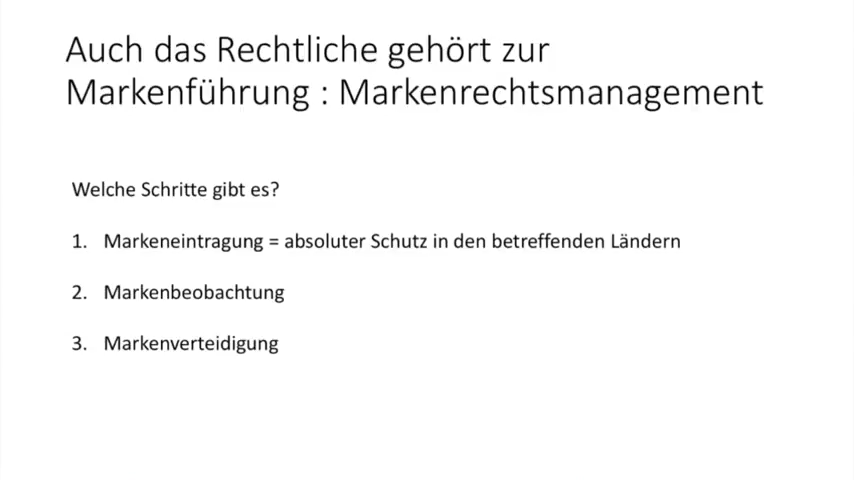 Auch das Rechtliche gehört zur
Markenführung : Markenrechtsmanagement
Welche Schritte gibt es?
1. Markeneintragung = absoluter Schutz in den betreffenden Ländern
2. Markenbeobachtung
3. Markenverteidigung